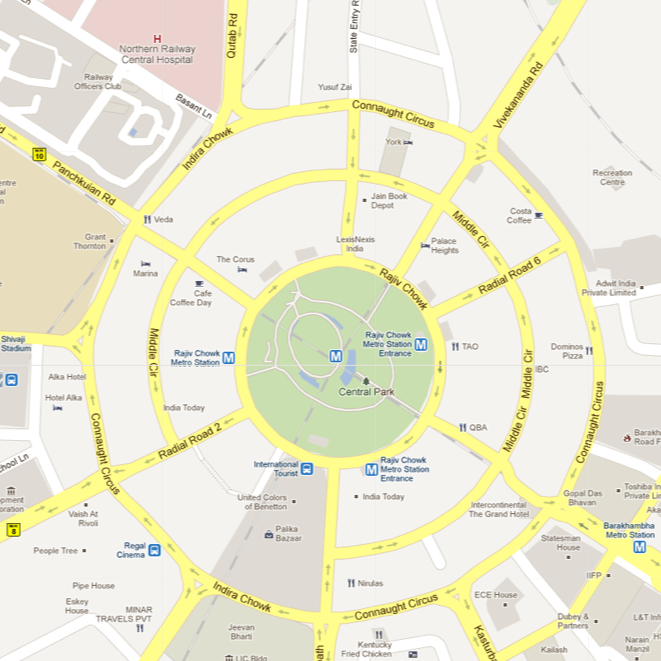 Qutab Rd
State Entry R
H
Northern Railway
Central Hospital
Railway
Officers Club
Basant Ln
Yusuf Zai
Connaught Circus
Vivekananda Rd
Indira Chowk
York
10
Panchkuian Rd
Recreation
Centre
Jain Book
Depot
Middle Cir
Costa
Coffee
Veda
Grant
Thornton
LexisNexis
India
Palace
Heights
The Corus
Marina
Cafe
Coffee Day
Rajiv Chowk
Radial Road 6
Adwit India
Private Limited
Shivaji
Stadium
Middle Cir
Rajiv Chowk
Metro Station
M
M
Rajiv Chowk
Metro Station
Entrance
M
TAO
Dominos
Pizza
IBC
Middle Cir
Alka Hotel
Hotel Alka
Central Park
India Today
Connaught Circus
Radial Road 2
QBA
Middle Cir
Connaught Circus
International
Tourist
M
Rajiv Chowk
Metro Station
Entrance
India Today
United Colors
of Benetton
Intercontinental
The Grand Hotel
Gopal Das
Bhavan
Barakhambha
Metro Station
M
Vaish At
Rivoli
8
People Tree
Regal
Cinema
Palika
Bazaar
Statesman
House
IIFP
Pipe House
Eskey
House
MINAR
TRAVELS PVT
Indira Chowk
Nirulas
Connaught Circus
ECE House
Jeevan
Bharti
Kentucky
Fried Chicken
Dubey &
Partners
Kailash
Narain
Manzil